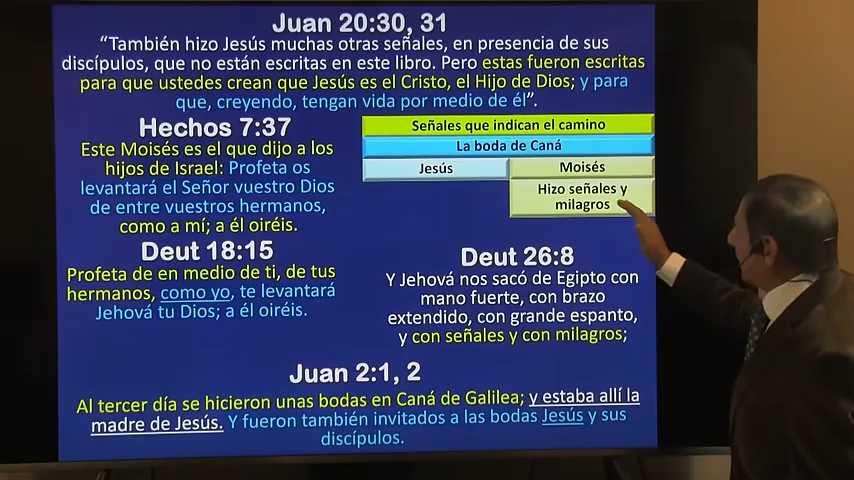 Juan 20:30, 31
“También hizo Jesús muchas otras señales, en presencia de sus
discípulos, que no están escritas en este libro. Pero estas fueron escritas
para que ustedes crean que Jesús es el Cristo, el Hijo de Dios; y para
que, creyendo, tengan vida por medio de él”.
Hechos 7:37
Este Moisés es el que dijo a los
hijos de Israel: Profeta os
levantará el Señor vuestro Dios
de entre vuestros hermanos,
como a mí; a él oiréis.
Señales que indican el camino
La boda de Caná
Jesús
Moisés
Hizo señales y
milagros
Deut 18:15
Profeta de en medio de ti, de tus
hermanos, como yo, te levantará
Jehová tu Dios; a él oiréis.
Deut 26:8
Y Jehová nos sacó de Egipto con
mano fuerte, con brazo
extendido, con grande espanto,
y con señales y con milagros;
Juan 2:1, 2
Al tercer día se hicieron unas bodas en Caná de Galilea; y estaba allí la
madre de Jesús. Y fueron también invitados a las bodas Jesús y sus
discípulos.